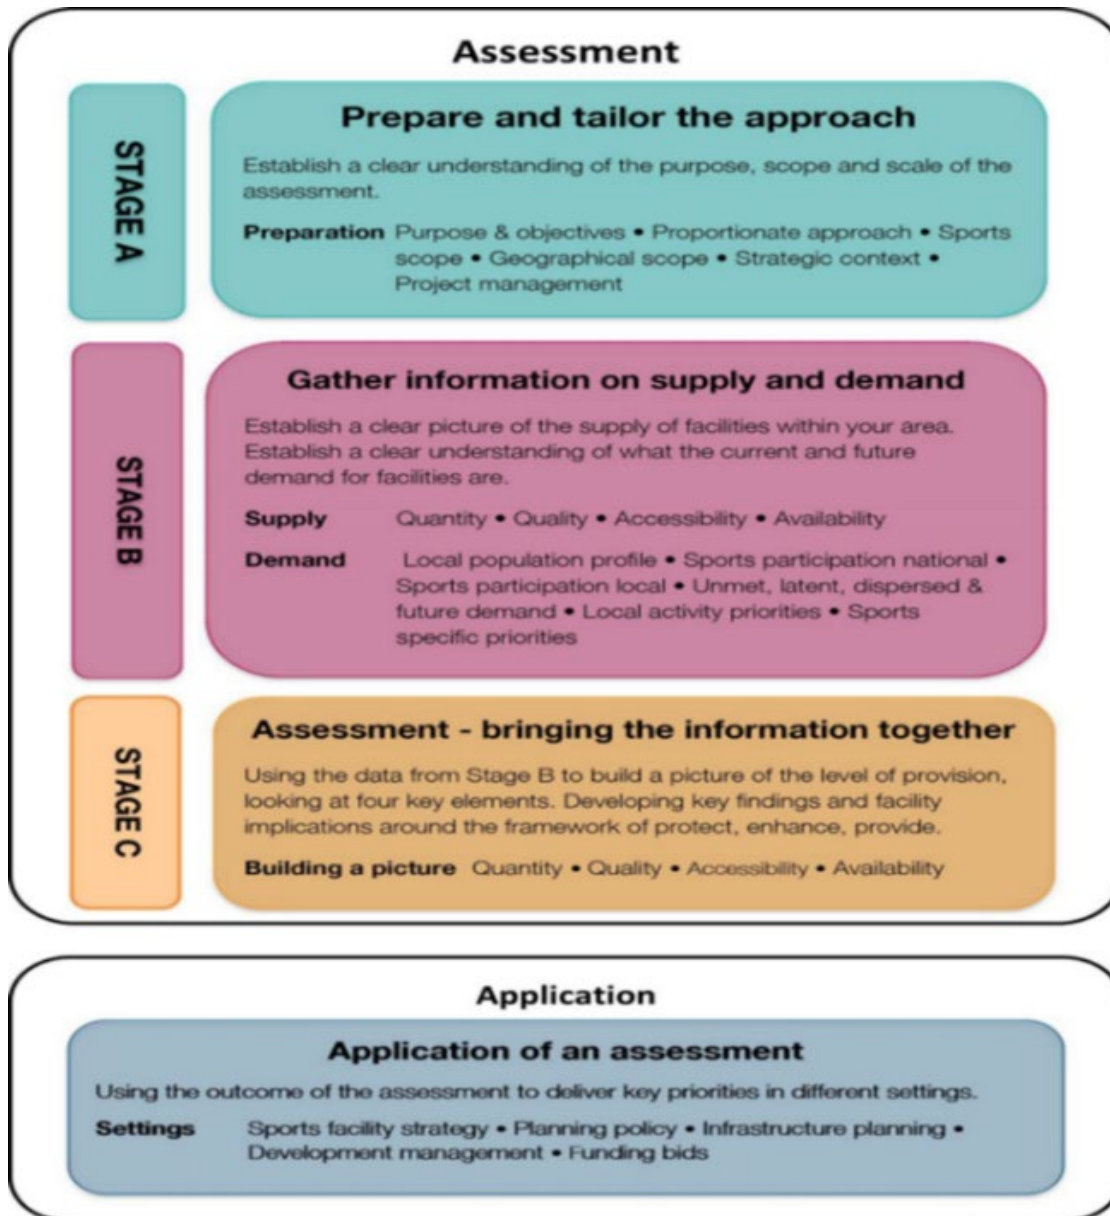 Assessment
STAGE A
Prepare and tailor the approach
Establish a clear understanding of the purpose, scope and scale of the
assessment.
Preparation Purpose & objectives • Proportionate approach • Sports
scope • Geographical scope • Strategic context •
Project management
STAGE B
Gather information on supply and demand
Establish a clear picture of the supply of facilities within your area.
Establish a clear understanding of what the current and future
demand for facilities are.
Supply Quantity • Quality • Accessibility • Availability
Demand Local population profile • Sports participation national •
Sports participation local • Unmet, latent, dispersed &
future demand • Local activity priorities • Sports
specific priorities
STAGE C
Assessment - bringing the information together
Using the data from Stage B to build a picture of the level of provision,
looking at four key elements. Developing key findings and facility
implications around the framework of protect, enhance, provide.
Building a picture Quantity • Quality • Accessibility • Availability
Application
Application of an assessment
Using the outcome of the assessment to deliver key priorities in different settings.
Settings Sports facility strategy • Planning policy • Infrastructure planning •
Development management • Funding bids